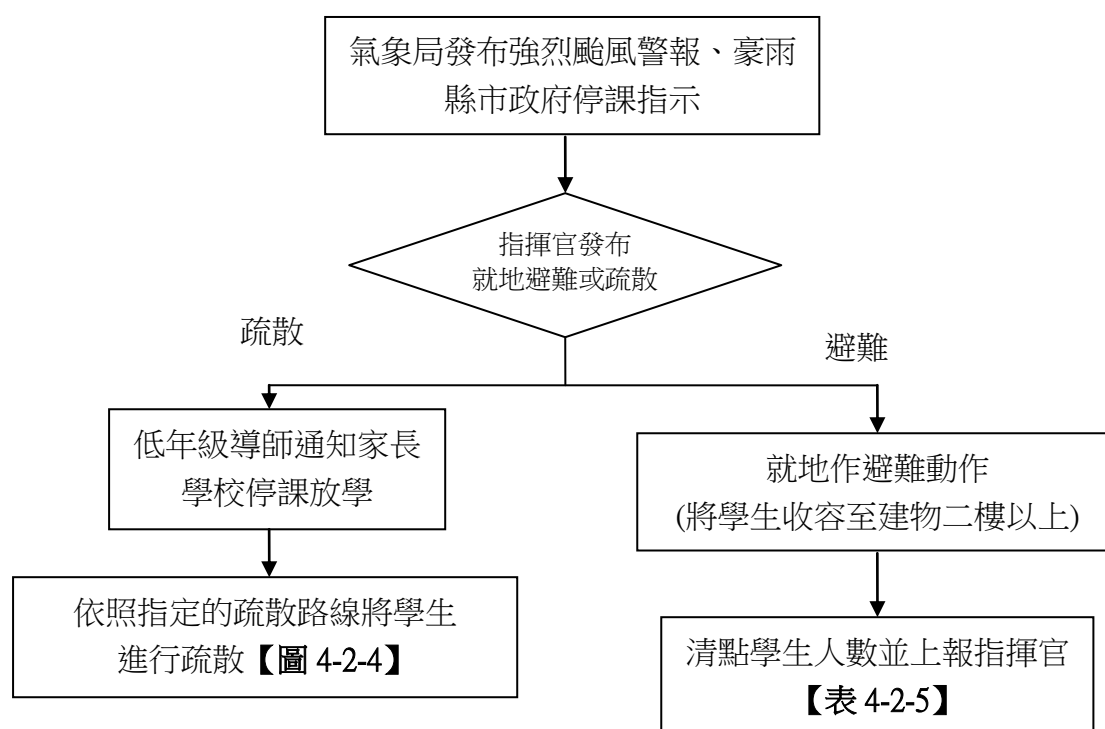 氣象局發布強烈颱風警報、豪雨
縣市政府停課指示
指揮官發布
就地避難或疏散
疏散
避難
低年級導師通知家長
學校停課放學
就地作避難動作
(將學生收容至建物二樓以上)
依照指定的疏散路線將學生
進行疏散【圖 4-2-4】
清點學生人數並上報指揮官
【表 4-2-5】